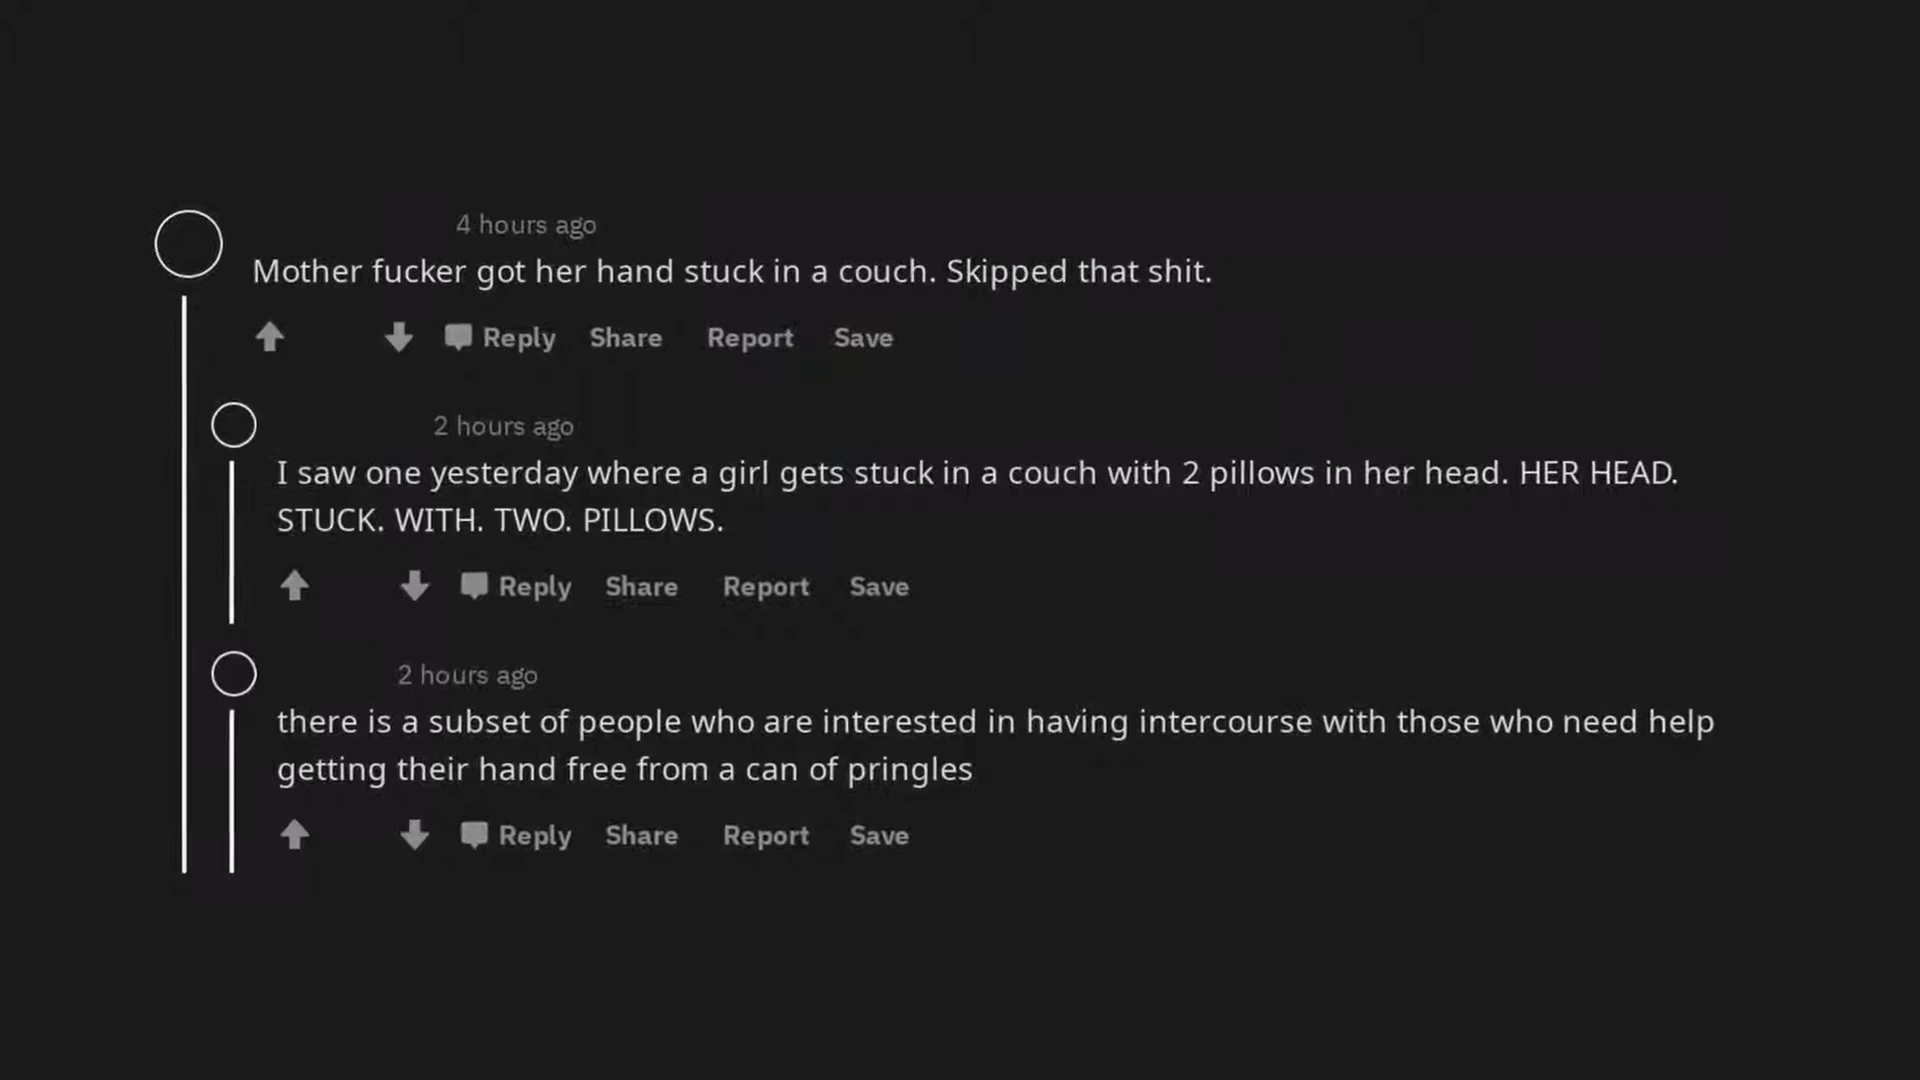 4 hours ago
Mother fucker got her hand stuck in a couch. Skipped that shit.
Reply Share Report Save
2 hours ago
I saw one yesterday where a girl gets stuck in a couch with 2 pillows in her head. HER HEAD.
STUCK. WITH. TWO. PILLOWS.
Reply Share Report Save
2 hours ago
there is a subset of people who are interested in having intercourse with those who need help
getting their hand free from a can of pringles
Reply Share Report Save